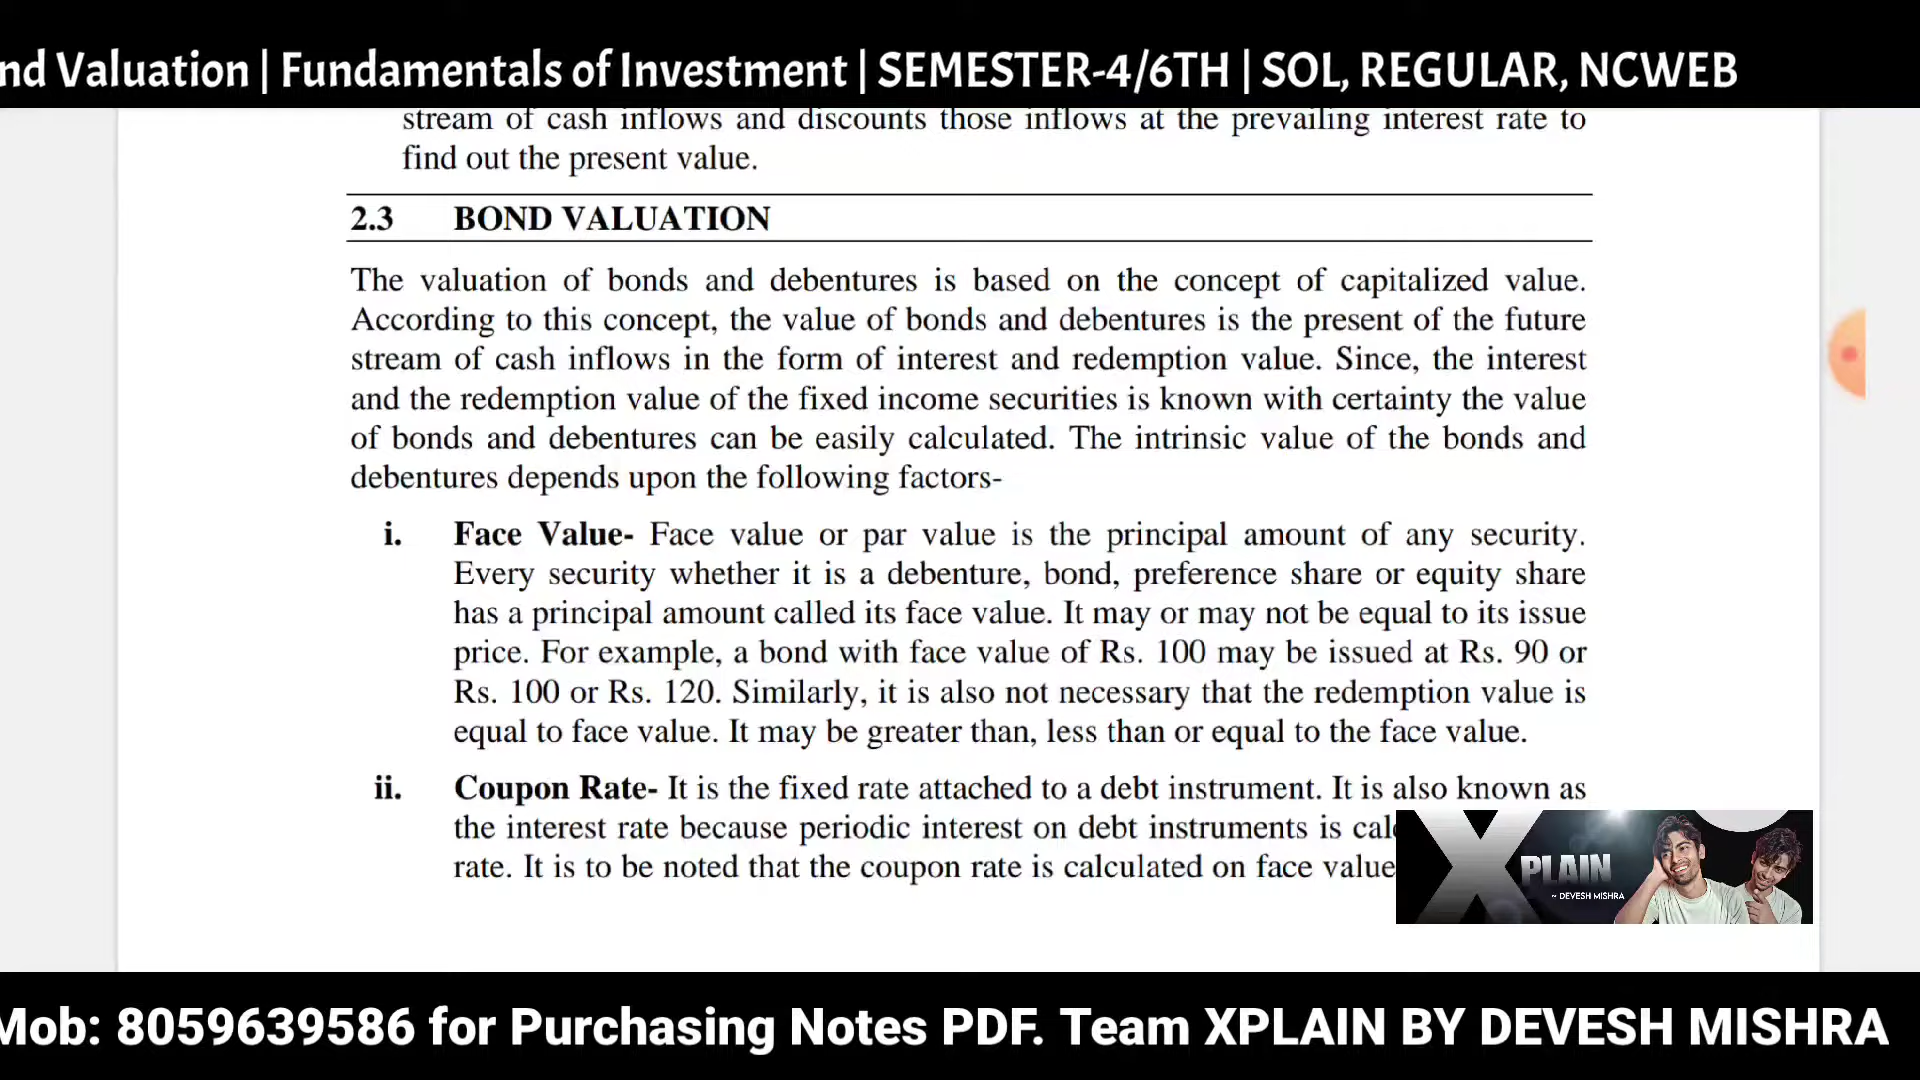 nd Valuation | Fundamentals of Investment | SEMESTER-4/6TH | SOL, REGULAR, NCWEB
stream of cash inflows and discounts those inflows at the prevailing interest rate to
find out the present value.
2.3 BOND VALUATION
The valuation of bonds and debentures is based on the concept of capitalized value.
According to this concept, the value of bonds and debentures is the present of the future
stream of cash inflows in the form of interest and redemption value. Since, the interest
and the redemption value of the fixed income securities is known with certainty the value
of bonds and debentures can be easily calculated. The intrinsic value of the bonds and
debentures depends upon the following factors-
i. Face Value- Face value or par value is the principal amount of any security.
Every security whether it is a debenture, bond, preference share or equity share
has a principal amount called its face value. It may or may not be equal to its issue
price. For example, a bond with face value of Rs. 100 may be issued at Rs. 90 or
Rs. 100 or Rs. 120. Similarly, it is also not necessary that the redemption value is
equal to face value. It may be greater than, less than or equal to the face value.
ii. Coupon Rate- It is the fixed rate attached to a debt instrument. It is also known as
the interest rate because periodic interest on debt instruments is calc
rate. It is to be noted that the coupon rate is calculated on face value
XPLAIN
~ DEVESH MISHRA
Mob: 8059639586 for Purchasing Notes PDF. Team XPLAIN BY DEVESH MISHRA